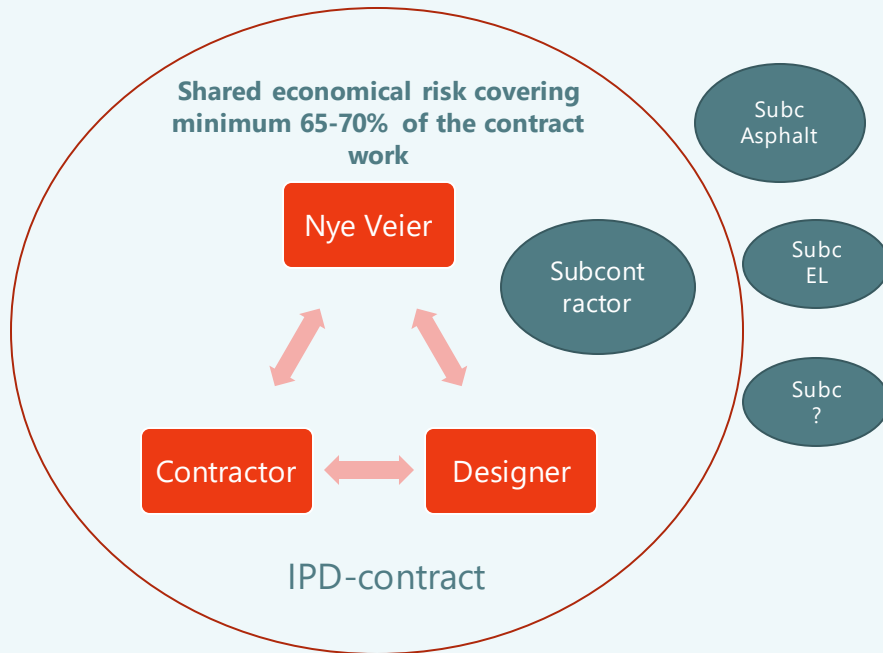 Shared economical risk covering
minimum 65-70% of the contract
work
Nye Veier
Subcont
ractor
Contractor
Designer
IPD-contract
Subc
Asphalt
Subc
EL
Subc
?